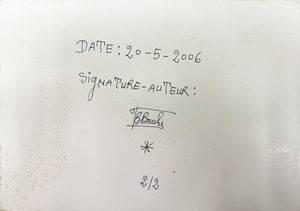 DATE: 20-5-2006
SIGNATURE-AUTEUR:
*
2/2